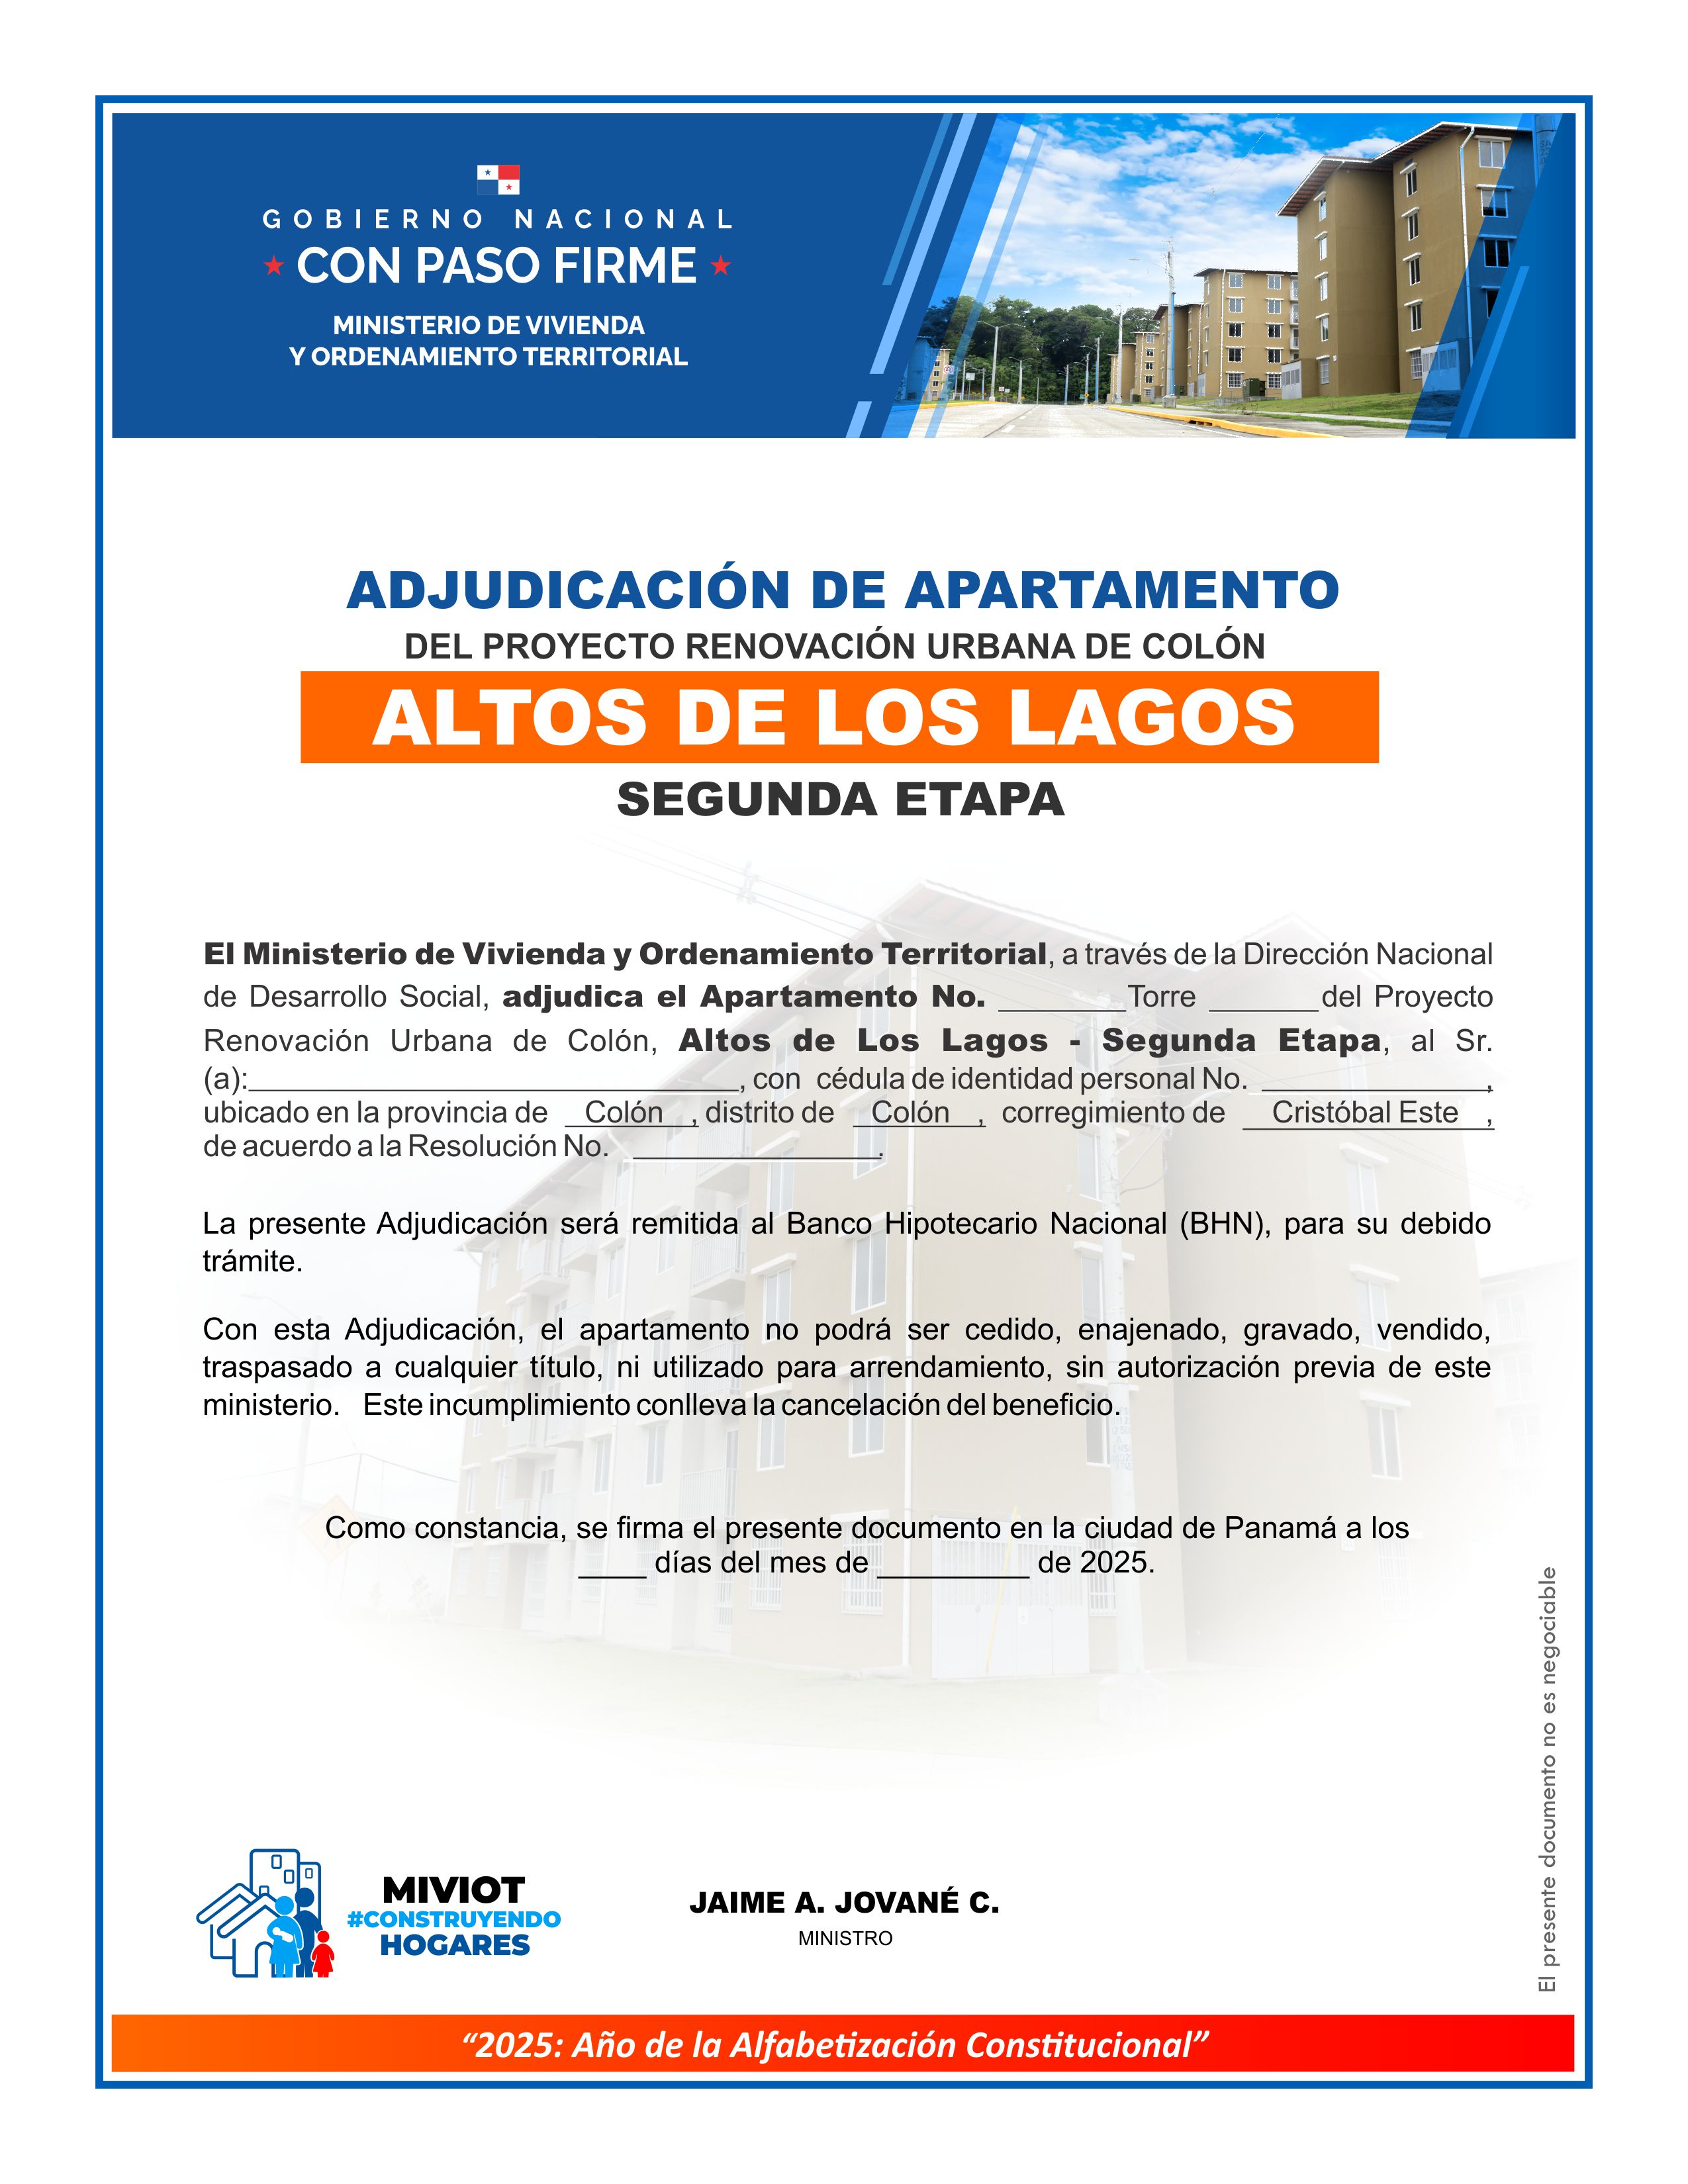 GOBIERNO NACIONAL
CON PASO FIRME
MINISTERIO DE VIVIENDA
Y ORDENAMIENTO TERRITORIAL
ADJUDICACIÓN DE APARTAMENTO
DEL PROYECTO RENOVACIÓN URBANA DE COLÓN
ALTOS DE LOS LAGOS
SEGUNDA ETAPA
El Ministerio de Vivienda y Ordenamiento Territorial, a través de la Dirección Nacional
de Desarrollo Social, adjudica el Apartamento No. ________ Torre _______ del Proyecto
Renovación Urbana de Colón, Altos de Los Lagos - Segunda Etapa, al Sr.
(a):______________________________, con cédula de identidad personal No. ______________,
ubicado en la provincia de Colón , distrito de Colón , corregimiento de Cristóbal Este ,
de acuerdo a la Resolución No. _______________.
La presente Adjudicación será remitida al Banco Hipotecario Nacional (BHN), para su debido
trámite.
Con esta Adjudicación, el apartamento no podrá ser cedido, enajenado, gravado, vendido,
traspasado a cualquier título, ni utilizado para arrendamiento, sin autorización previa de este
ministerio. Este incumplimiento conlleva la cancelación del beneficio.
Como constancia, se firma el presente documento en la ciudad de Panamá a los
____ días del mes de _________ de 2025.
El presente documento no es negociable
MIVIOT
#CONSTRUYENDO
HOGARES
JAIME A. JOVANÉ C.
MINISTRO
“2025: Año de la Alfabetización Constitucional”